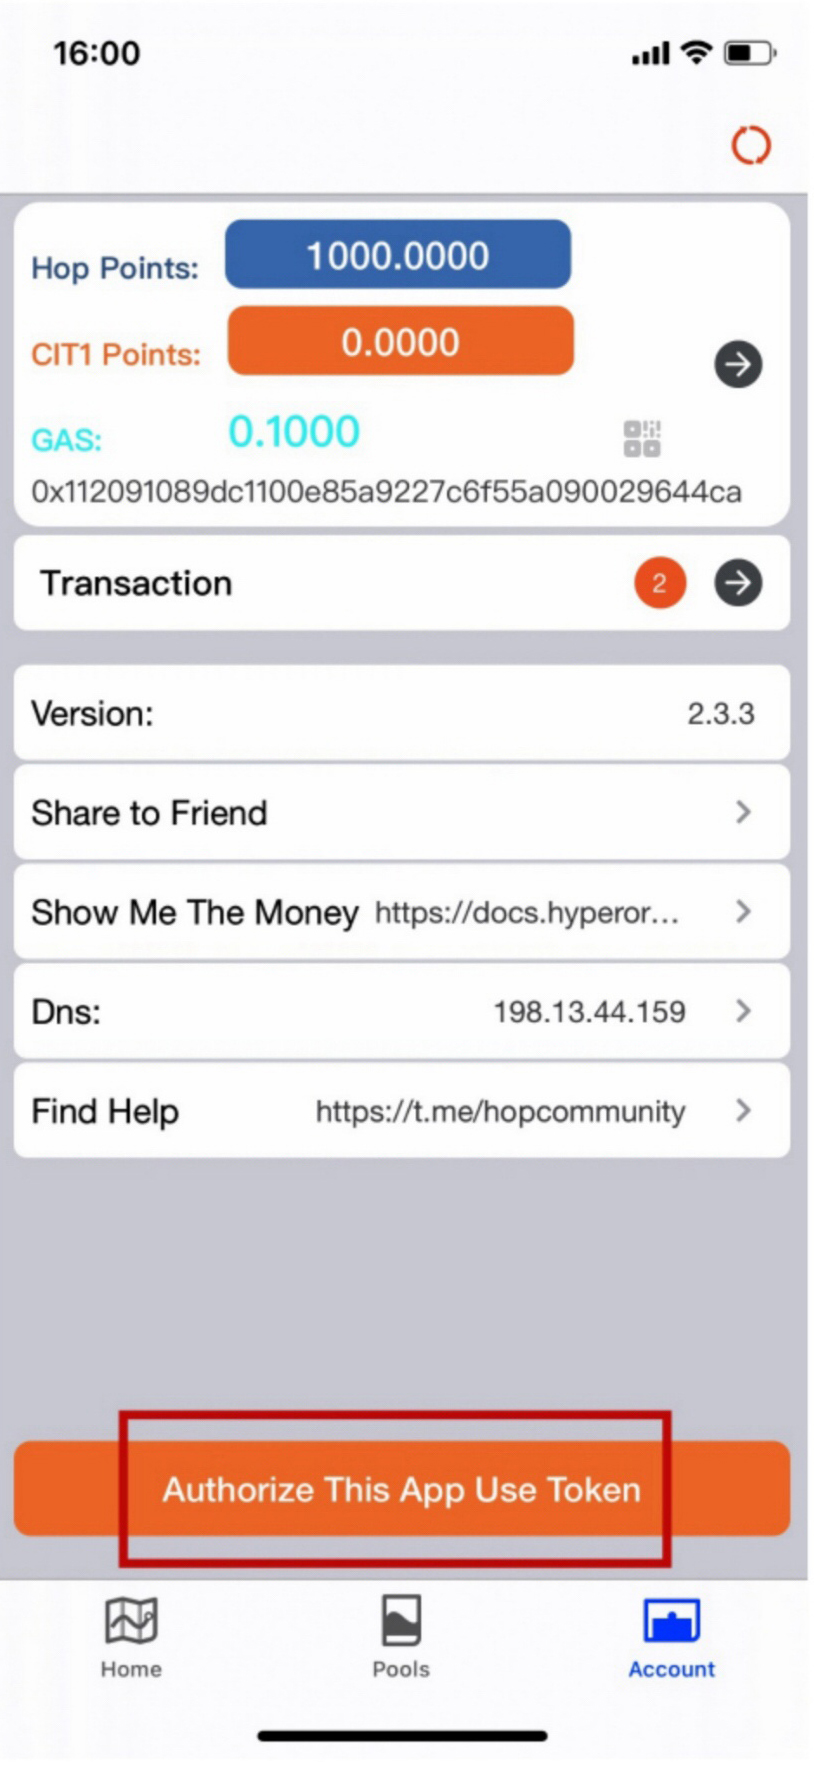 16:00
Hop Points: 1000.0000
CIT1 Points: 0.0000
GAS: 0.1000
0x112091089dc1100e85a9227c6f55a090029644ca
Transaction 2
Version: 2.3.3
Share to Friend
Show Me The Money https://docs.hyperor...
Dns: 198.13.44.159
Find Help https://t.me/hopcommunity
Authorize This App Use Token
Home Pools Account